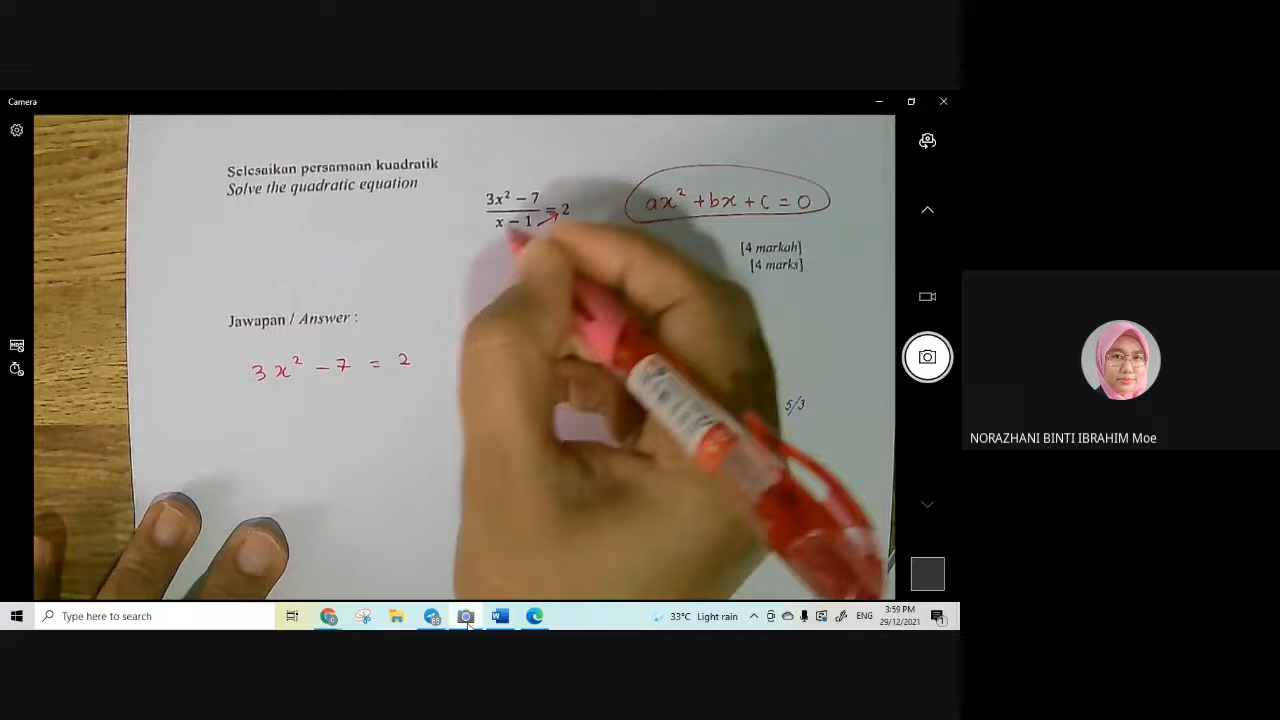 Camera
Selesaikan persamaan kuadratik
Solve the quadratic equation
3x² − 7
x − 1
= 2
ax² + bx + c = 0
[4 markah]
[4 marks]
Jawapan / Answer :
3x² − 7 = 2
5/3
NORAZHANI BINTI IBRAHIM Moe
Type here to search
33°C Light rain
ENG
3:59 PM
29/12/2021